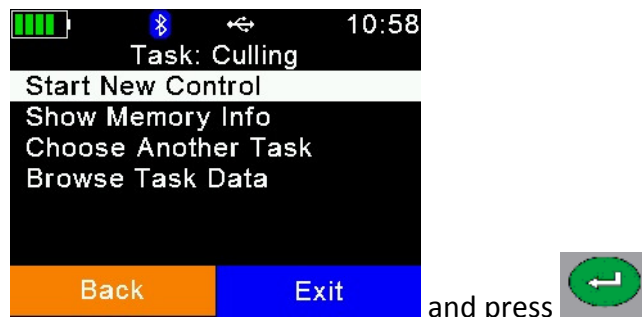 10:58
Task: Culling
Start New Control
Show Memory Info
Choose Another Task
Browse Task Data
Back Exit
and press